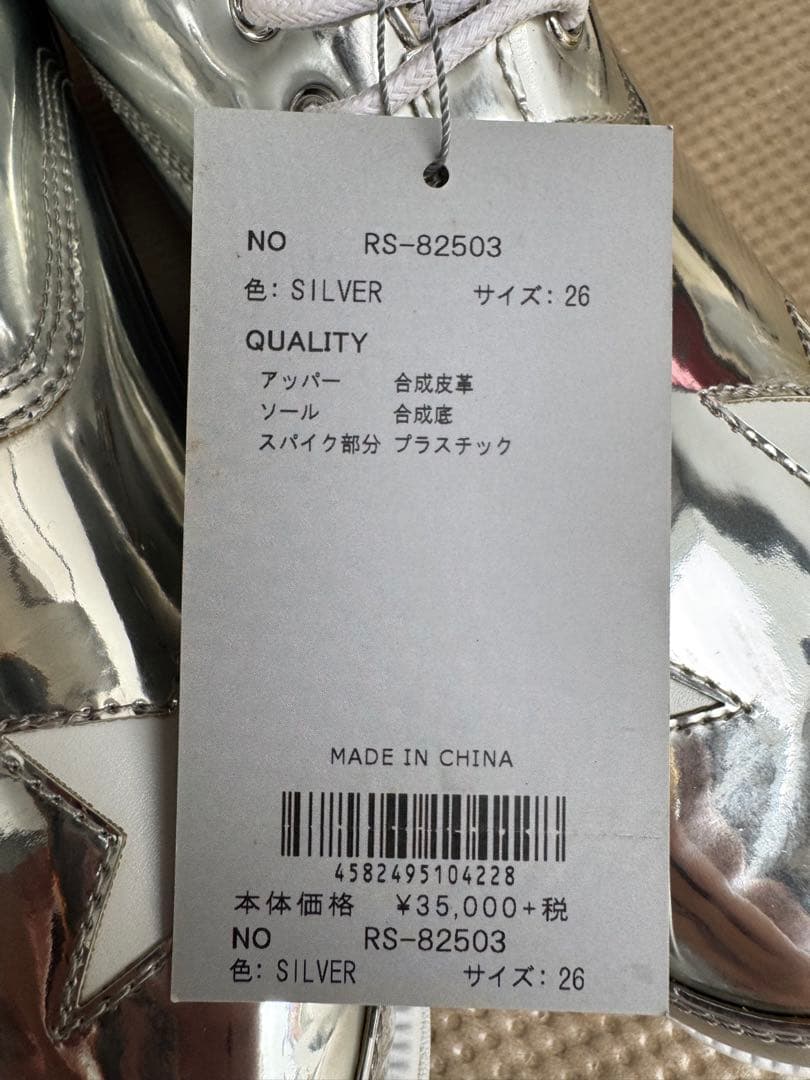 NO RS-82503
色: SILVER サイズ: 26
QUALITY
アッパー 合成皮革
ソール 合成底
スパイク部分 プラスチック
MADE IN CHINA
4582495104228
本体価格 ¥35,000+税
NO RS-82503
色: SILVER サイズ: 26